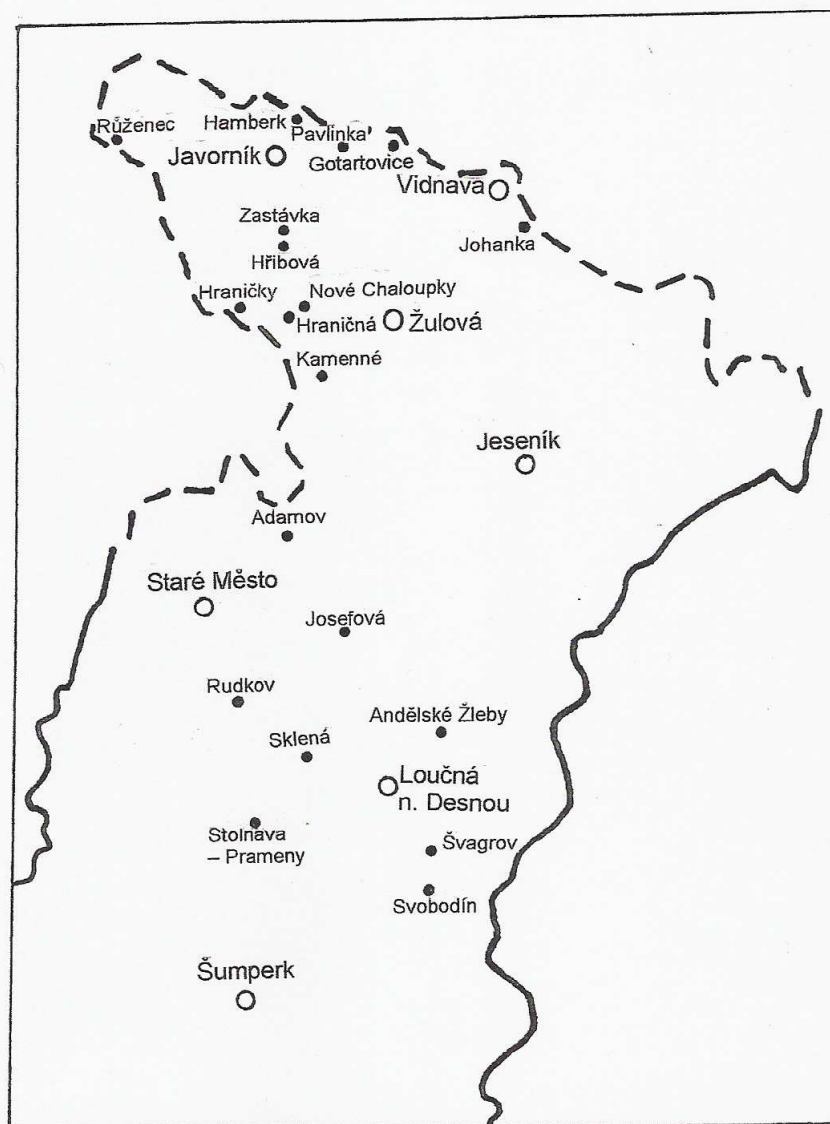 Růženec
Hamberk
Pavlínka
Javorník
Gotartovice
Vidnava
Zastávka
Johanka
Hřibová
Hraničky
Nové Chaloupky
Hraničná
Žulová
Kamenné
Jeseník
Adamov
Staré Město
Josefová
Rudkov
Andělské Žleby
Sklená
Loučná
n. Desnou
Stolnava
– Prameny
Švagrov
Svobodín
Šumperk